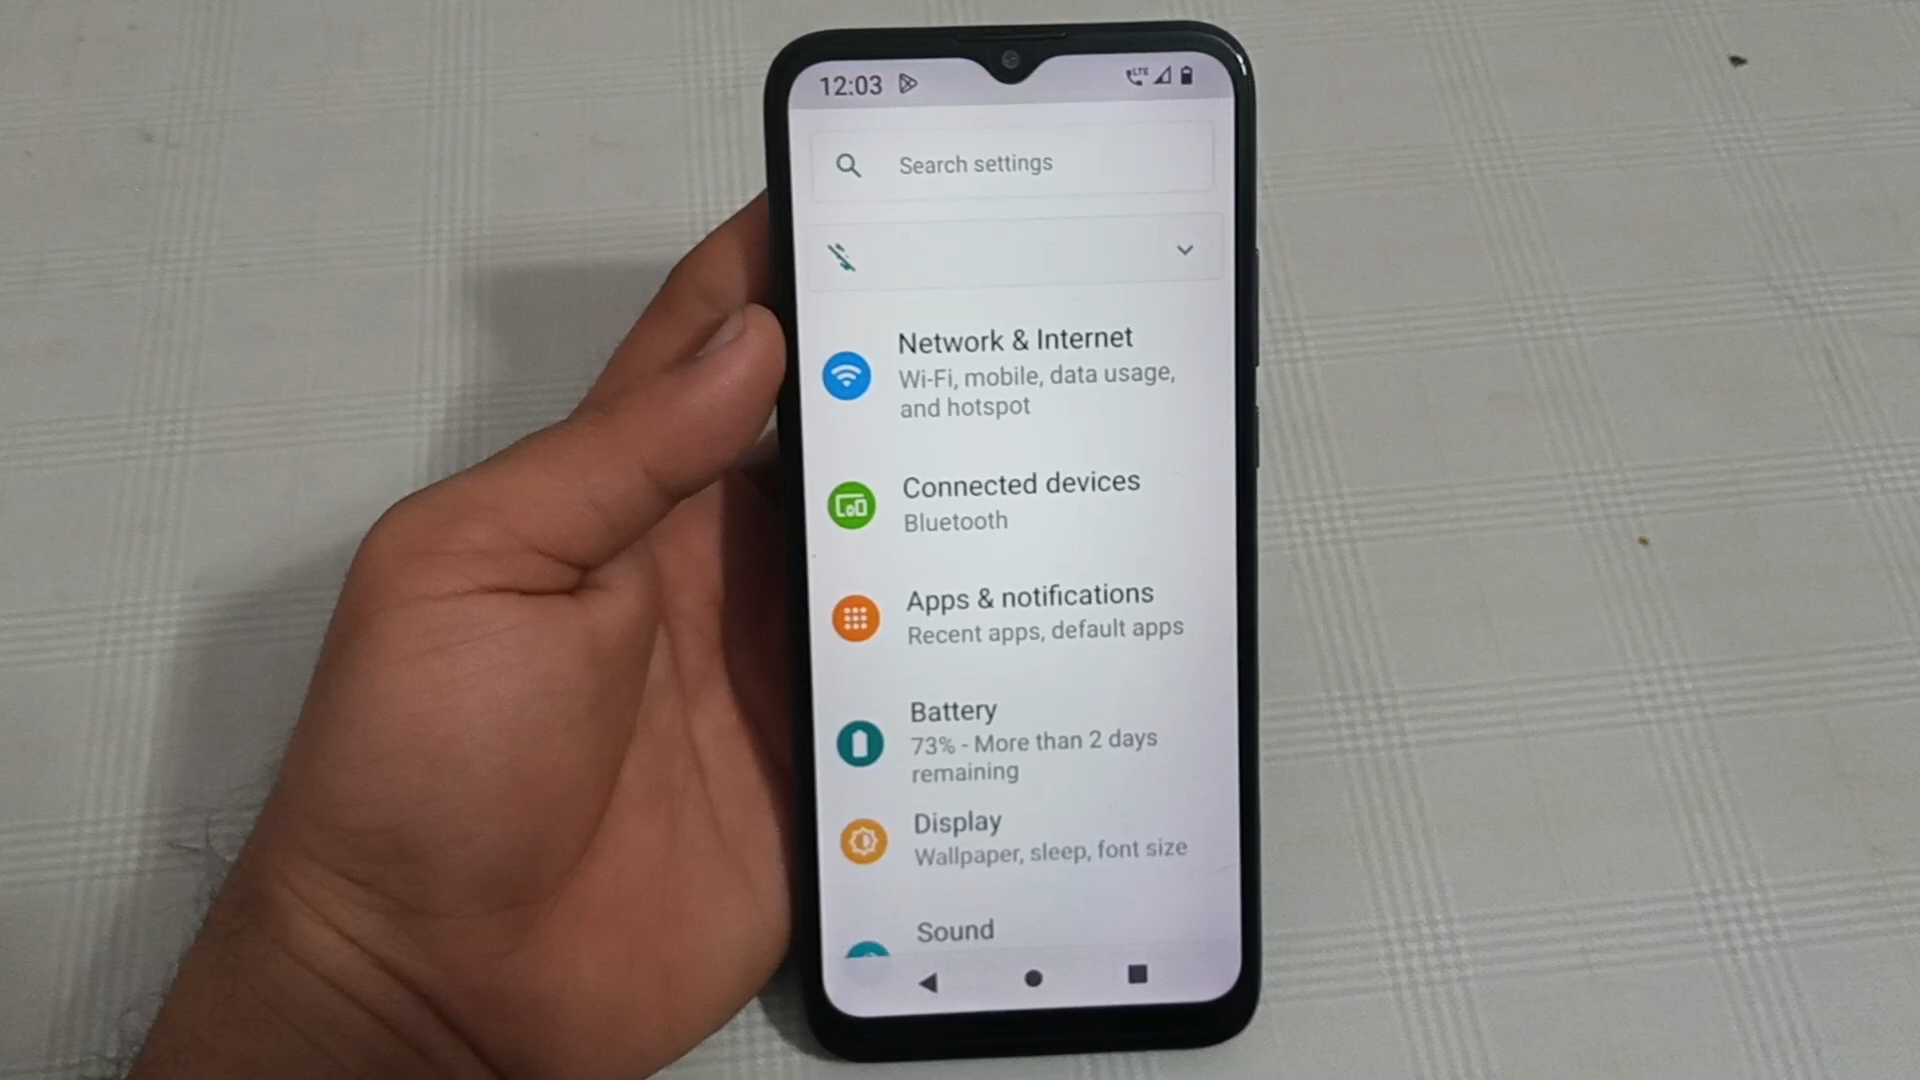 12:03
LTE
Search settings
Network & Internet
Wi-Fi, mobile, data usage,
and hotspot
Connected devices
Bluetooth
Apps & notifications
Recent apps, default apps
Battery
73% - More than 2 days
remaining
Display
Wallpaper, sleep, font size
Sound